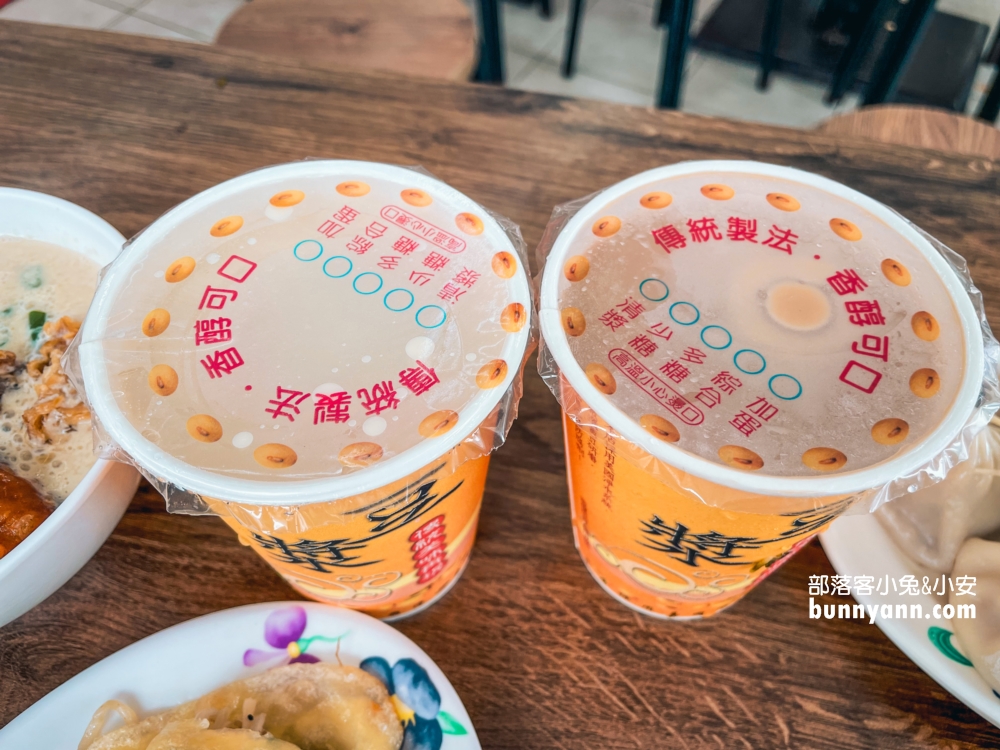 傳統製法・香醇可口
清漿 少糖 多糖 綜合 加蛋
高溫小心燙口
豆漿
傳統製法・香醇可口
清漿 少糖 多糖 綜合 加蛋
高溫小心燙口
豆漿
部落客小兔&小安
bunnyann.com